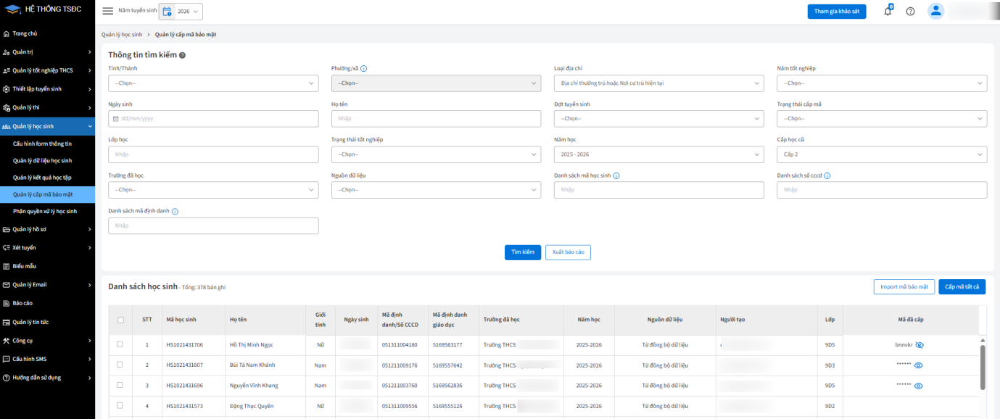 HỆ THỐNG TSĐC
Năm tuyển sinh 2026
Tham gia khảo sát
Trang chủ
Quản trị
Quản lý tốt nghiệp THCS
Thiết lập tuyển sinh
Quản lý thi
Quản lý học sinh
Cấu hình form thông tin
Quản lý dữ liệu học sinh
Quản lý kết quả học tập
Quản lý cấp mã bảo mật
Phân quyền xử lý học sinh
Quản lý hồ sơ
Xét tuyển
Biểu mẫu
Quản lý Email
Báo cáo
Quản lý tin tức
Công cụ
Cấu hình SMS
Hướng dẫn sử dụng
Quản lý học sinh > Quản lý cấp mã bảo mật
Thông tin tìm kiếm
Tỉnh/Thành Phường/xã Loại địa chỉ Năm tốt nghiệp
--Chọn-- --Chọn-- Địa chỉ thường trú hoặc Nơi cư trú hiện tại --Chọn--
Ngày sinh Họ tên Đợt tuyển sinh Trạng thái cấp mã
dd/mm/yyyy Nhập --Chọn-- --Chọn--
Lớp học Trạng thái tốt nghiệp Năm học Cấp học cũ
Nhập --Chọn-- 2025 - 2026 Cấp 2
Trường đã học Nguồn dữ liệu Danh sách mã học sinh Danh sách số cccd
--Chọn-- --Chọn-- Nhập Nhập
Danh sách mã định danh
Nhập
Tìm kiếm Xuất báo cáo
Danh sách học sinh - Tổng: 378 bản ghi Import mã bảo mật Cấp mã tất cả
STT Mã học sinh Họ tên Giới tính Ngày sinh Mã định danh/Số CCCD Mã định danh giáo dục Trường đã học Năm học Nguồn dữ liệu Người tạo Lớp Mã đã cấp
1 HS1021431706 Hồ Thị Minh Ngọc Nữ 051311004180 5169563177 Trường THCS 2025-2026 Từ đồng bộ dữ liệu 9D5 bnnvkr
2 HS1021431607 Bùi Tá Nam Khánh Nam 051211009176 5169557642 Trường THCS 2025-2026 Từ đồng bộ dữ liệu 9D3 ******
3 HS1021431696 Nguyễn Vĩnh Khang Nam 051211003760 5169562836 Trường THCS 2025-2026 Từ đồng bộ dữ liệu 9D5 ******
4 HS1021431573 Đặng Thục Quyên Nữ 051311009556 5169555126 Trường THCS 2025-2026 Từ đồng bộ dữ liệu 9D2